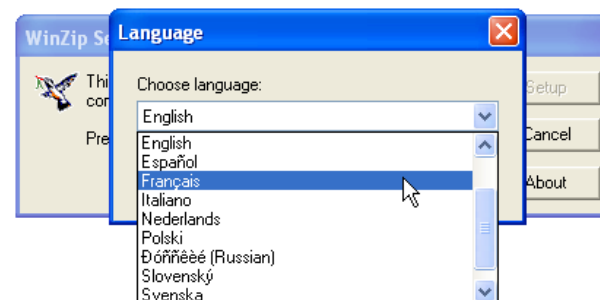 WinZip Se
Language
Choose language:
English
Thi
con
Pre
Setup
Cancel
About
English
Español
Français
Italiano
Nederlands
Polski
Ðóññêèé (Russian)
Slovenský
Svenska